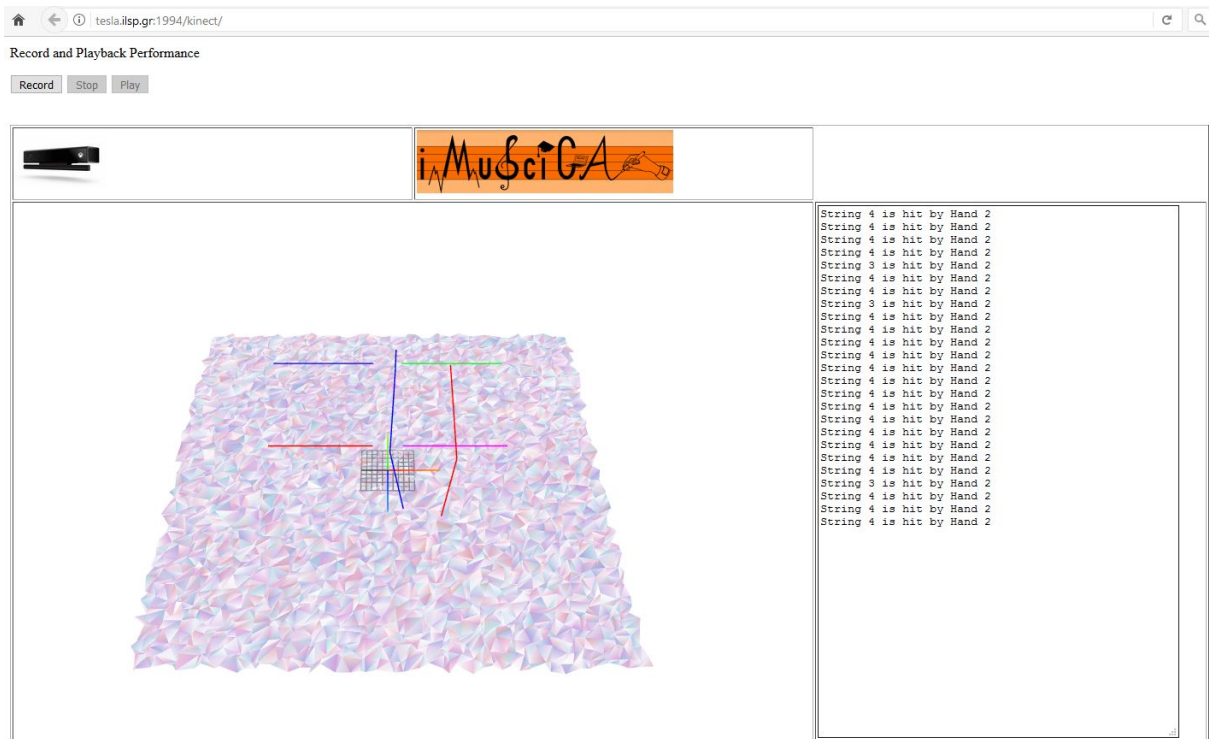 tesla.ilsp.gr:1994/kinect/
Record and Playback Performance
Record Stop Play
iMuSciCA
String 4 is hit by Hand 2
String 4 is hit by Hand 2
String 4 is hit by Hand 2
String 4 is hit by Hand 2
String 3 is hit by Hand 2
String 4 is hit by Hand 2
String 4 is hit by Hand 2
String 3 is hit by Hand 2
String 4 is hit by Hand 2
String 4 is hit by Hand 2
String 4 is hit by Hand 2
String 4 is hit by Hand 2
String 4 is hit by Hand 2
String 4 is hit by Hand 2
String 4 is hit by Hand 2
String 4 is hit by Hand 2
String 4 is hit by Hand 2
String 4 is hit by Hand 2
String 4 is hit by Hand 2
String 4 is hit by Hand 2
String 4 is hit by Hand 2
String 3 is hit by Hand 2
String 4 is hit by Hand 2
String 4 is hit by Hand 2
String 4 is hit by Hand 2